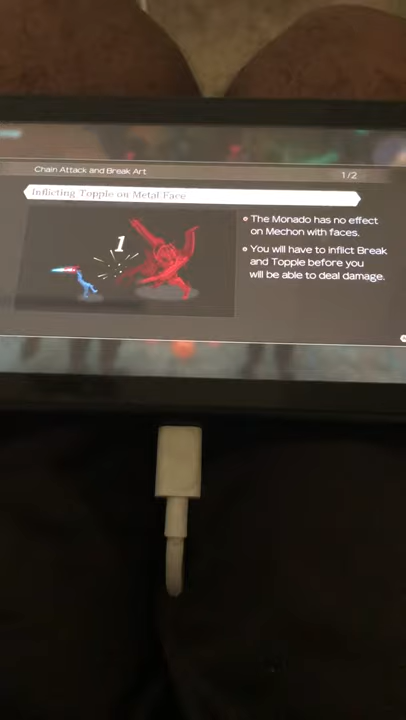 Chain Attack and Break Art
1/2
Inflicting Topple on Metal Face
The Monado has no effect
on Mechon with faces.
You will have to inflict Break
and Topple before you
will be able to deal damage.
1